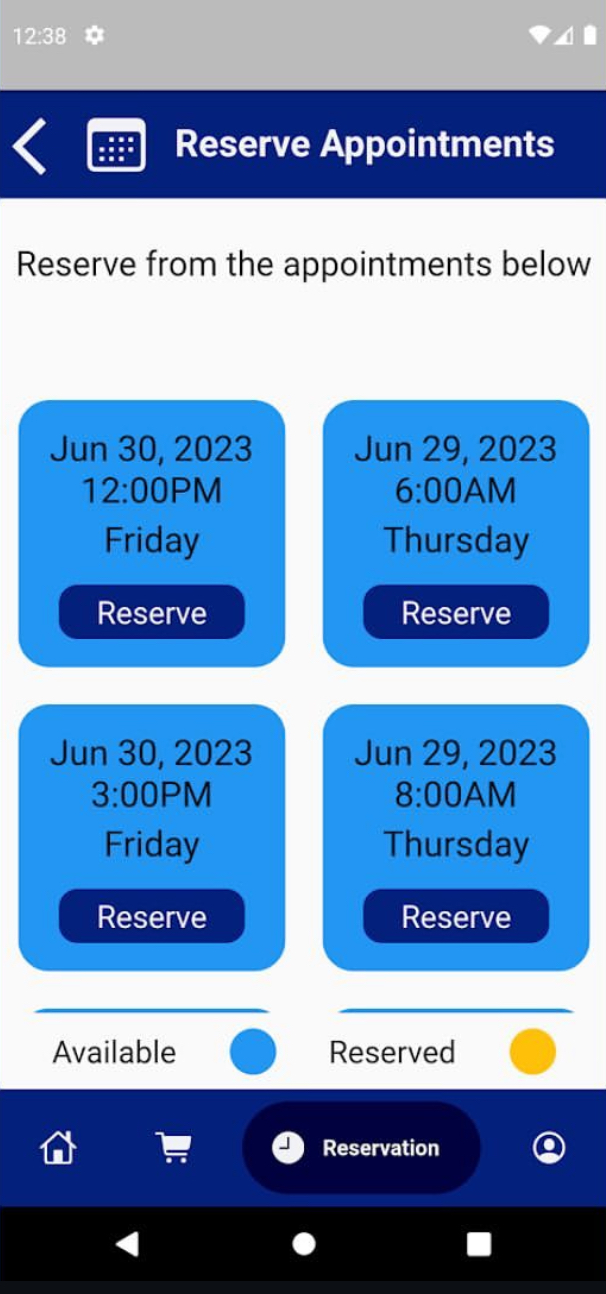 12:38
Reserve Appointments
Reserve from the appointments below
Jun 30, 2023
12:00PM
Friday
Reserve
Jun 29, 2023
6:00AM
Thursday
Reserve
Jun 30, 2023
3:00PM
Friday
Reserve
Jun 29, 2023
8:00AM
Thursday
Reserve
Available
Reserved
Reservation